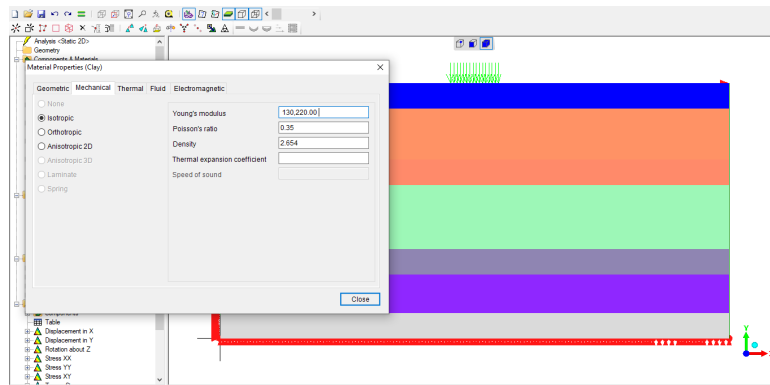 Analysis <Static 2D>
Geometry
Components & Materials
Material Properties (Clay)
Geometric Mechanical Thermal Fluid Electromagnetic
None
Isotropic
Orthotropic
Anisotropic 2D
Anisotropic 3D
Laminate
Spring
Young's modulus 130,220.00
Poisson's ratio 0.35
Density 2.654
Thermal expansion coefficient
Speed of sound
Close
Components
Table
Displacement in X
Displacement in Y
Rotation about Z
Stress XX
Stress YY
Stress XY
Y